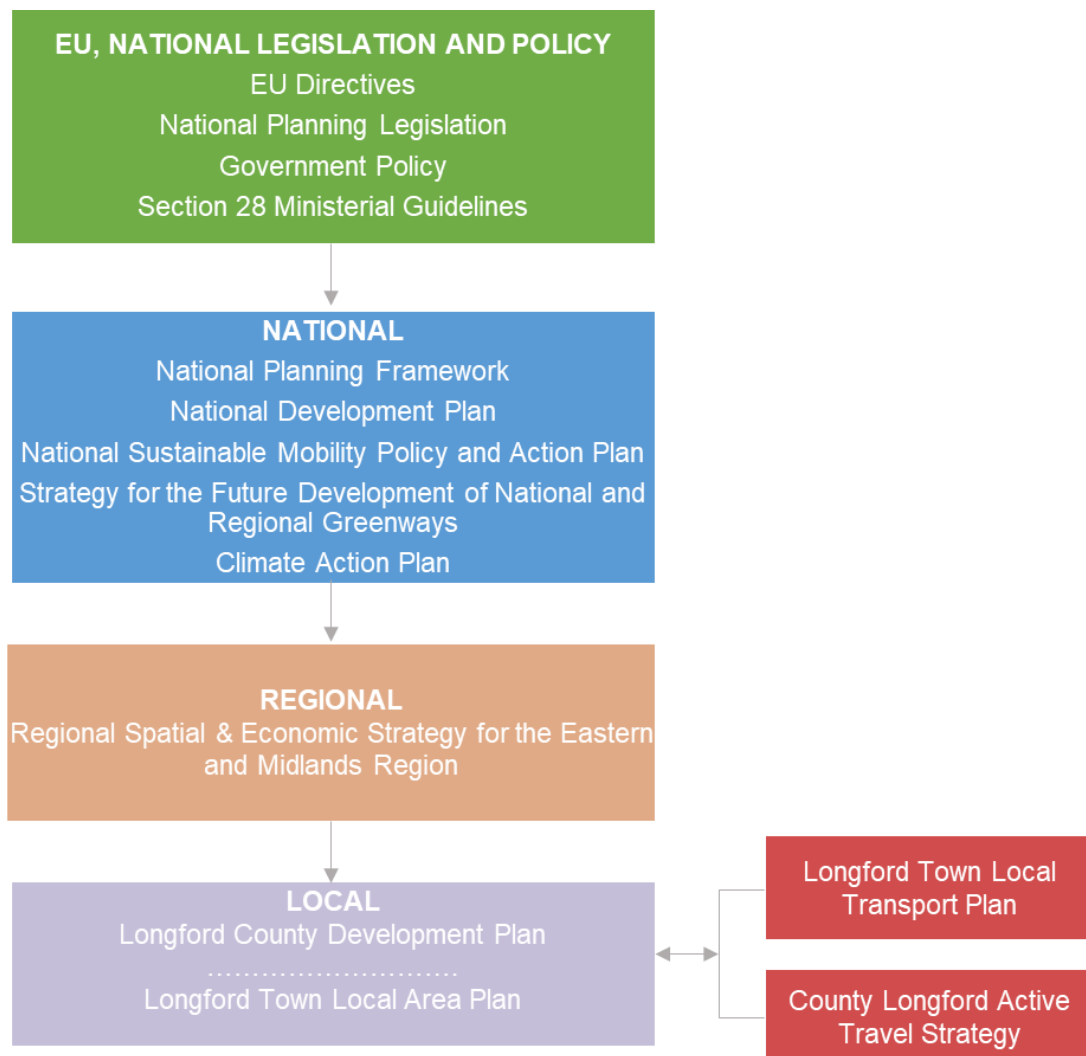 EU, NATIONAL LEGISLATION AND POLICY
EU Directives
National Planning Legislation
Government Policy
Section 28 Ministerial Guidelines
NATIONAL
National Planning Framework
National Development Plan
National Sustainable Mobility Policy and Action Plan
Strategy for the Future Development of National and
Regional Greenways
Climate Action Plan
REGIONAL
Regional Spatial & Economic Strategy for the Eastern
and Midlands Region
LOCAL
Longford County Development Plan
………………………
Longford Town Local Area Plan
Longford Town Local
Transport Plan
County Longford Active
Travel Strategy